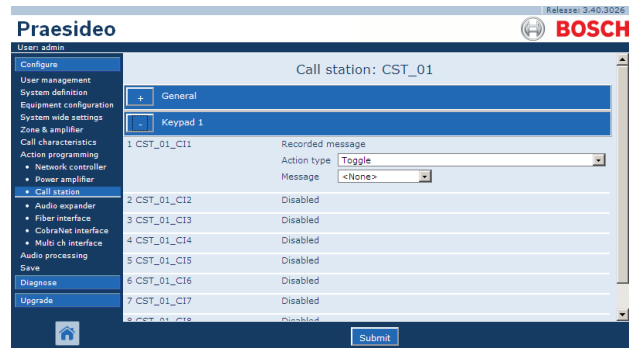 Release: 3.40.3026
Praesideo
BOSCH
User: admin
Configure
User management
System definition
Equipment configuration
System wide settings
Zone & amplifier
Call characteristics
Action programming
• Network controller
• Power amplifier
• Call station
• Audio expander
• Fiber interface
• CobraNet interface
• Multi ch interface
Audio processing
Save
Diagnose
Upgrade
Call station: CST_01
+ General
- Keypad 1
1 CST_01_CI1 Recorded message
Action type Toggle
Message <None>
2 CST_01_CI2 Disabled
3 CST_01_CI3 Disabled
4 CST_01_CI4 Disabled
5 CST_01_CI5 Disabled
6 CST_01_CI6 Disabled
7 CST_01_CI7 Disabled
8 CST_01_CI8 Disabled
Submit